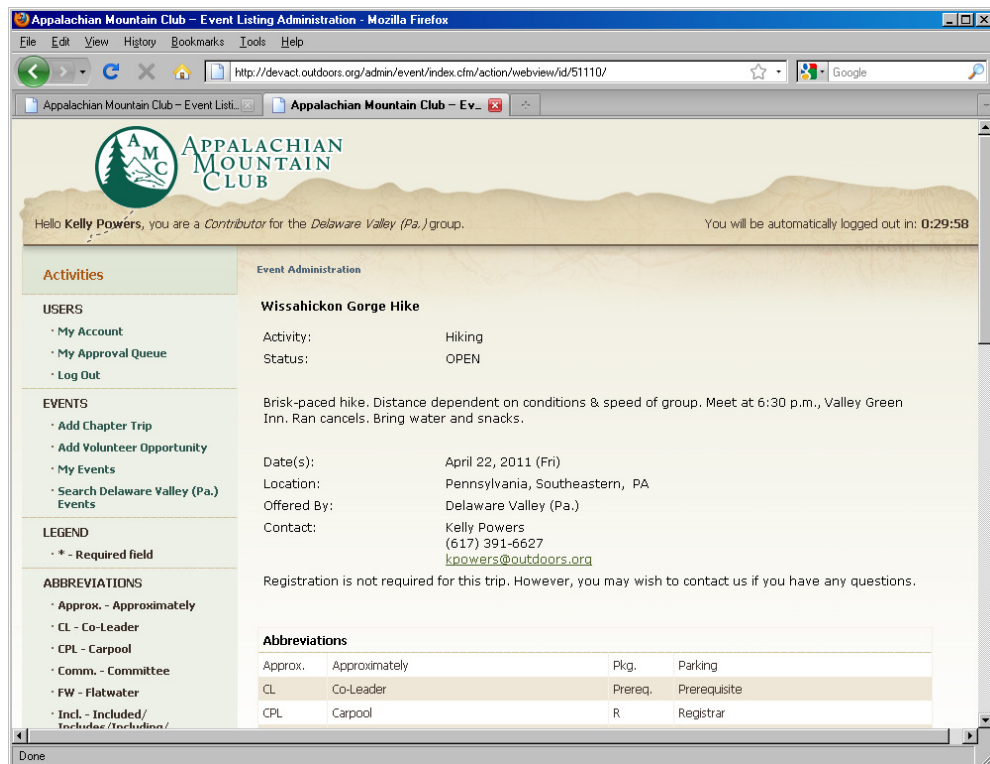 Appalachian Mountain Club — Event Listing Administration - Mozilla Firefox
File Edit View History Bookmarks Tools Help
http://devact.outdoors.org/admin/event/index.cfm/action/webview/id/51110/
Google
Appalachian Mountain Club — Event Listi...
Appalachian Mountain Club — Ev...
AMC
APPALACHIAN
MOUNTAIN
CLUB
Hello Kelly Powers, you are a Contributor for the Delaware Valley (Pa.) group.
You will be automatically logged out in: 0:29:58
Activities
USERS
· My Account
· My Approval Queue
· Log Out
EVENTS
· Add Chapter Trip
· Add Volunteer Opportunity
· My Events
· Search Delaware Valley (Pa.)
Events
LEGEND
· * - Required field
ABBREVIATIONS
· Approx. - Approximately
· CL - Co-Leader
· CPL - Carpool
· Comm. - Committee
· FW - Flatwater
· Incl. - Included/
Includes/Including/
Event Administration
Wissahickon Gorge Hike
Activity: Hiking
Status: OPEN
Brisk-paced hike. Distance dependent on conditions & speed of group. Meet at 6:30 p.m., Valley Green
Inn. Ran cancels. Bring water and snacks.
Date(s): April 22, 2011 (Fri)
Location: Pennsylvania, Southeastern, PA
Offered By: Delaware Valley (Pa.)
Contact: Kelly Powers
(617) 391-6627
kpowers@outdoors.org
Registration is not required for this trip. However, you may wish to contact us if you have any questions.
Abbreviations
Approx. Approximately Pkg. Parking
CL Co-Leader Prereq. Prerequisite
CPL Carpool R Registrar
Done